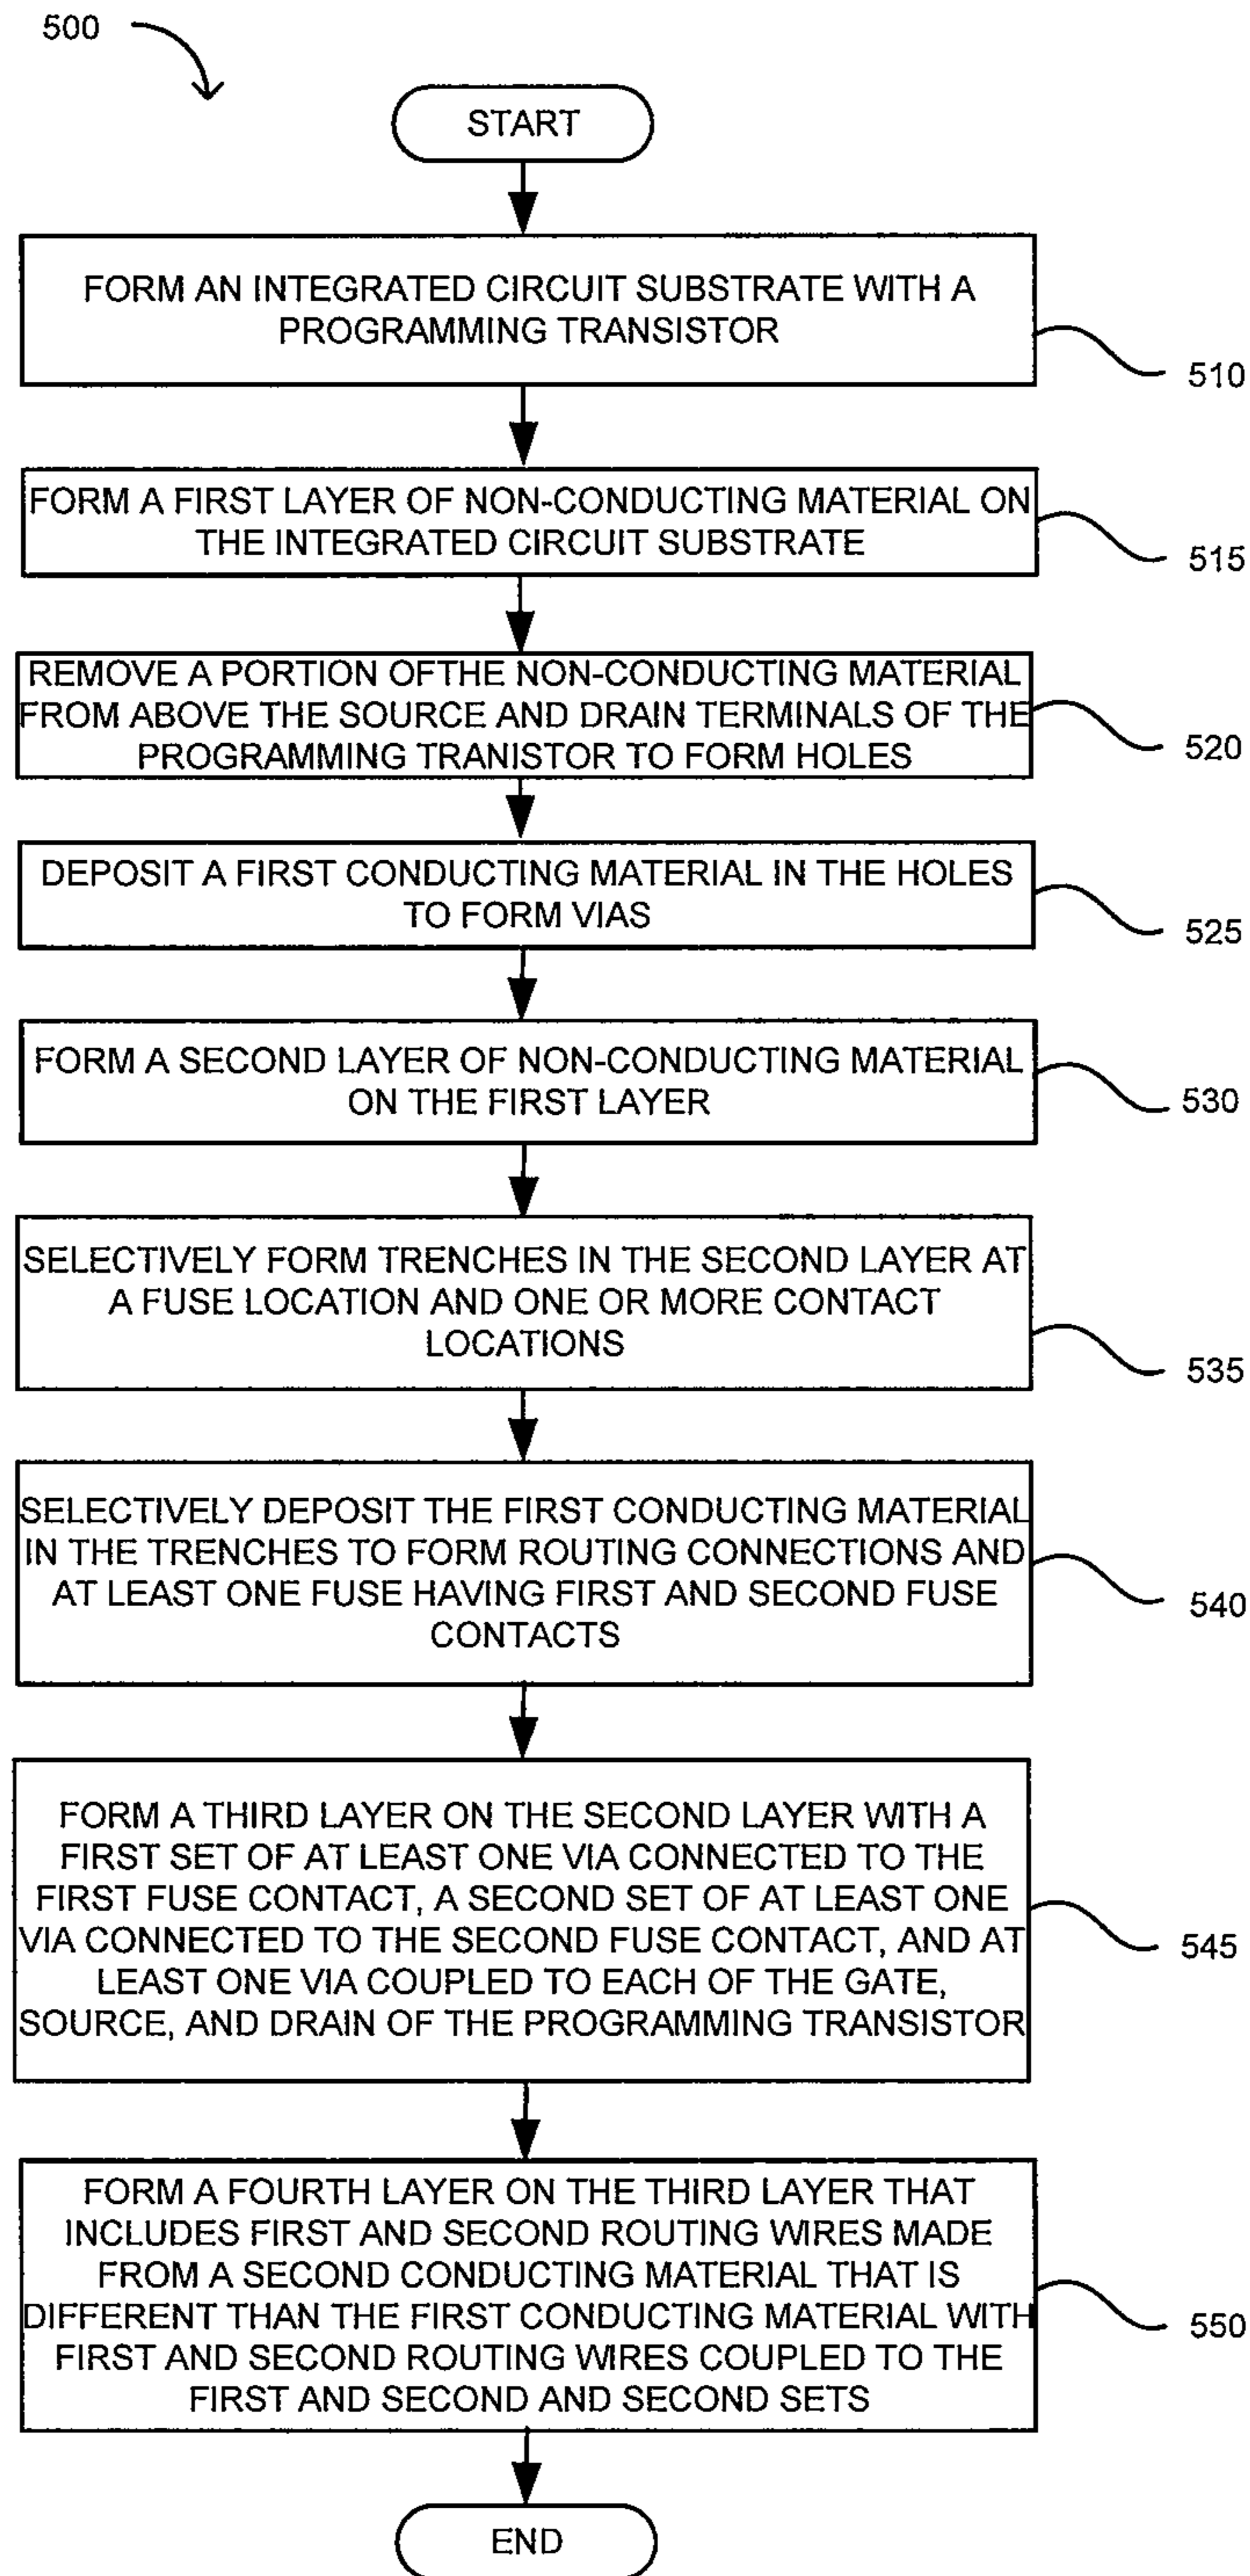 500
START
FORM AN INTEGRATED CIRCUIT SUBSTRATE WITH A
PROGRAMMING TRANSISTOR
510
FORM A FIRST LAYER OF NON-CONDUCTING MATERIAL ON
THE INTEGRATED CIRCUIT SUBSTRATE
515
REMOVE A PORTION OFTHE NON-CONDUCTING MATERIAL
FROM ABOVE THE SOURCE AND DRAIN TERMINALS OF THE
PROGRAMMING TRANISTOR TO FORM HOLES
520
DEPOSIT A FIRST CONDUCTING MATERIAL IN THE HOLES
TO FORM VIAS
525
FORM A SECOND LAYER OF NON-CONDUCTING MATERIAL
ON THE FIRST LAYER
530
SELECTIVELY FORM TRENCHES IN THE SECOND LAYER AT
A FUSE LOCATION AND ONE OR MORE CONTACT
LOCATIONS
535
SELECTIVELY DEPOSIT THE FIRST CONDUCTING MATERIAL
IN THE TRENCHES TO FORM ROUTING CONNECTIONS AND
AT LEAST ONE FUSE HAVING FIRST AND SECOND FUSE
CONTACTS
540
FORM A THIRD LAYER ON THE SECOND LAYER WITH A
FIRST SET OF AT LEAST ONE VIA CONNECTED TO THE
FIRST FUSE CONTACT, A SECOND SET OF AT LEAST ONE
VIA CONNECTED TO THE SECOND FUSE CONTACT, AND AT
LEAST ONE VIA COUPLED TO EACH OF THE GATE,
SOURCE, AND DRAIN OF THE PROGRAMMING TRANSISTOR
545
FORM A FOURTH LAYER ON THE THIRD LAYER THAT
INCLUDES FIRST AND SECOND ROUTING WIRES MADE
FROM A SECOND CONDUCTING MATERIAL THAT IS
DIFFERENT THAN THE FIRST CONDUCTING MATERIAL WITH
FIRST AND SECOND ROUTING WIRES COUPLED TO THE
FIRST AND SECOND AND SECOND SETS
550
END